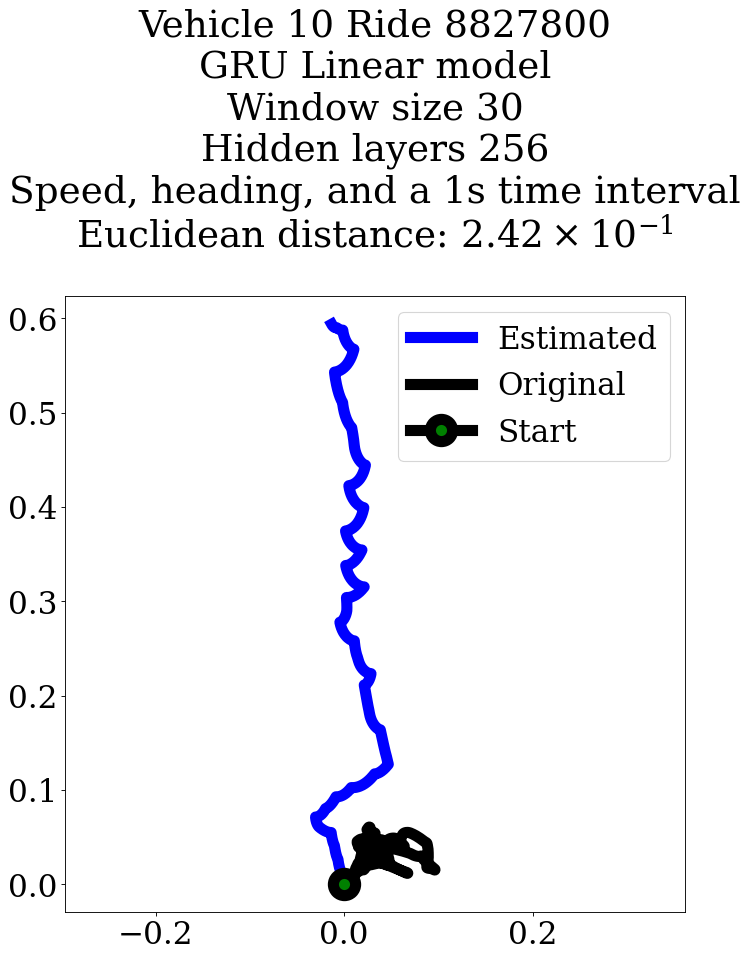 Vehicle 10 Ride 8827800
GRU Linear model
Window size 30
Hidden layers 256
Speed, heading, and a 1s time interval
Euclidean distance: 2.42 × 10⁻¹
Estimated
Original
Start
0.6
0.5
0.4
0.3
0.2
0.1
0.0
−0.2 0.0 0.2